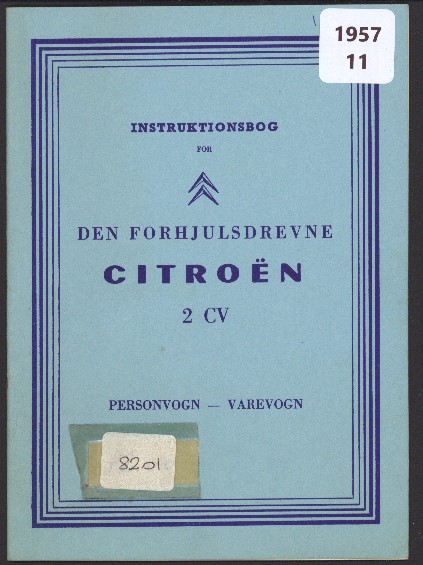 1957
11
INSTRUKTIONSBOG
FOR
DEN FORHJULSDREVNE
CITROËN
2 CV
PERSONVOGN — VAREVOGN
8201